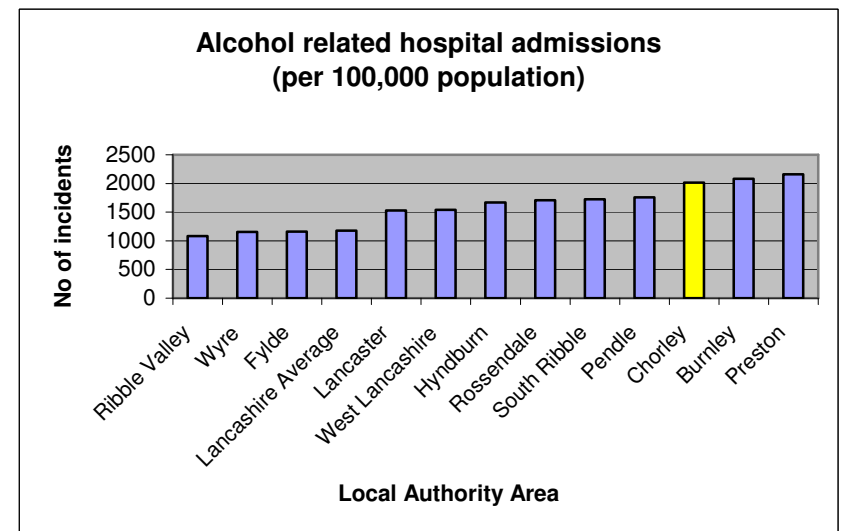 Alcohol related hospital admissions
(per 100,000 population)
No of incidents
2500
2000
1500
1000
500
0
Ribble Valley
Wyre
Fylde
Lancashire Average
Lancaster
West Lancashire
Hyndburn
Rossendale
South Ribble
Pendle
Chorley
Burnley
Preston
Local Authority Area